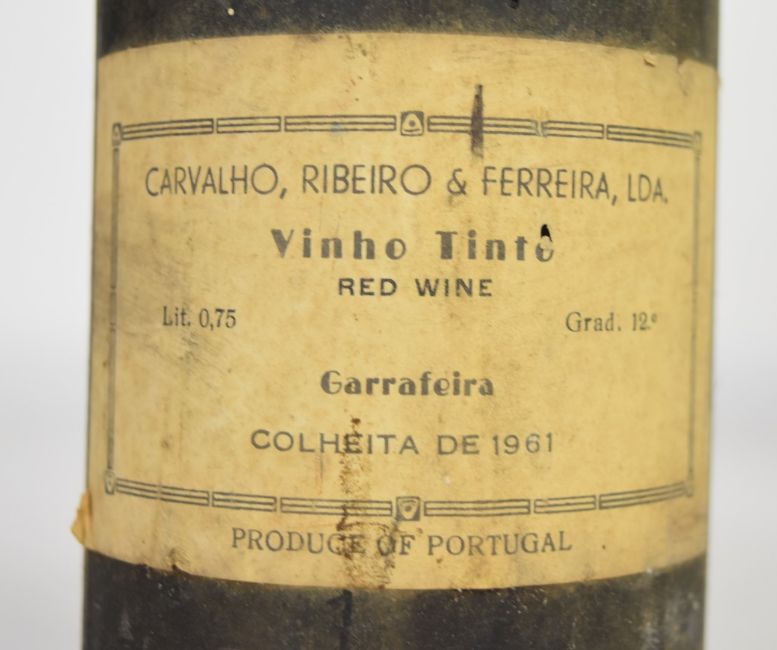 CARVALHO, RIBEIRO & FERREIRA, LDA.
Vinho Tinto
RED WINE
Lit. 0,75 Grad. 12.º
Garrafeira
COLHEITA DE 1961
PRODUCE OF PORTUGAL